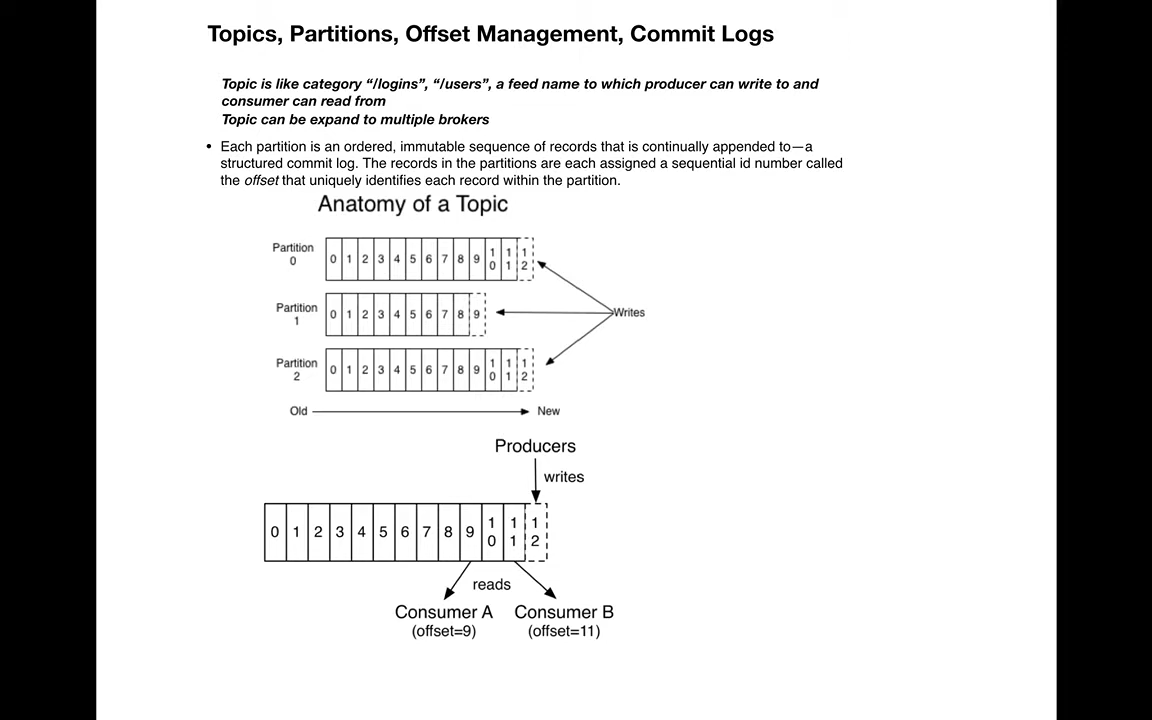 Topics, Partitions, Offset Management, Commit Logs
Topic is like category “/logins”, “/users”, a feed name to which producer can write to and
consumer can read from
Topic can be expand to multiple brokers
• Each partition is an ordered, immutable sequence of records that is continually appended to—a
structured commit log. The records in the partitions are each assigned a sequential id number called
the offset that uniquely identifies each record within the partition.
Anatomy of a Topic
Partition
0
0 1 2 3 4 5 6 7 8 9 10 11 12
Partition
1
0 1 2 3 4 5 6 7 8 9
Writes
Partition
2
0 1 2 3 4 5 6 7 8 9 10 11 12
Old New
Producers
writes
0 1 2 3 4 5 6 7 8 9 10 11 12
reads
Consumer A Consumer B
(offset=9) (offset=11)